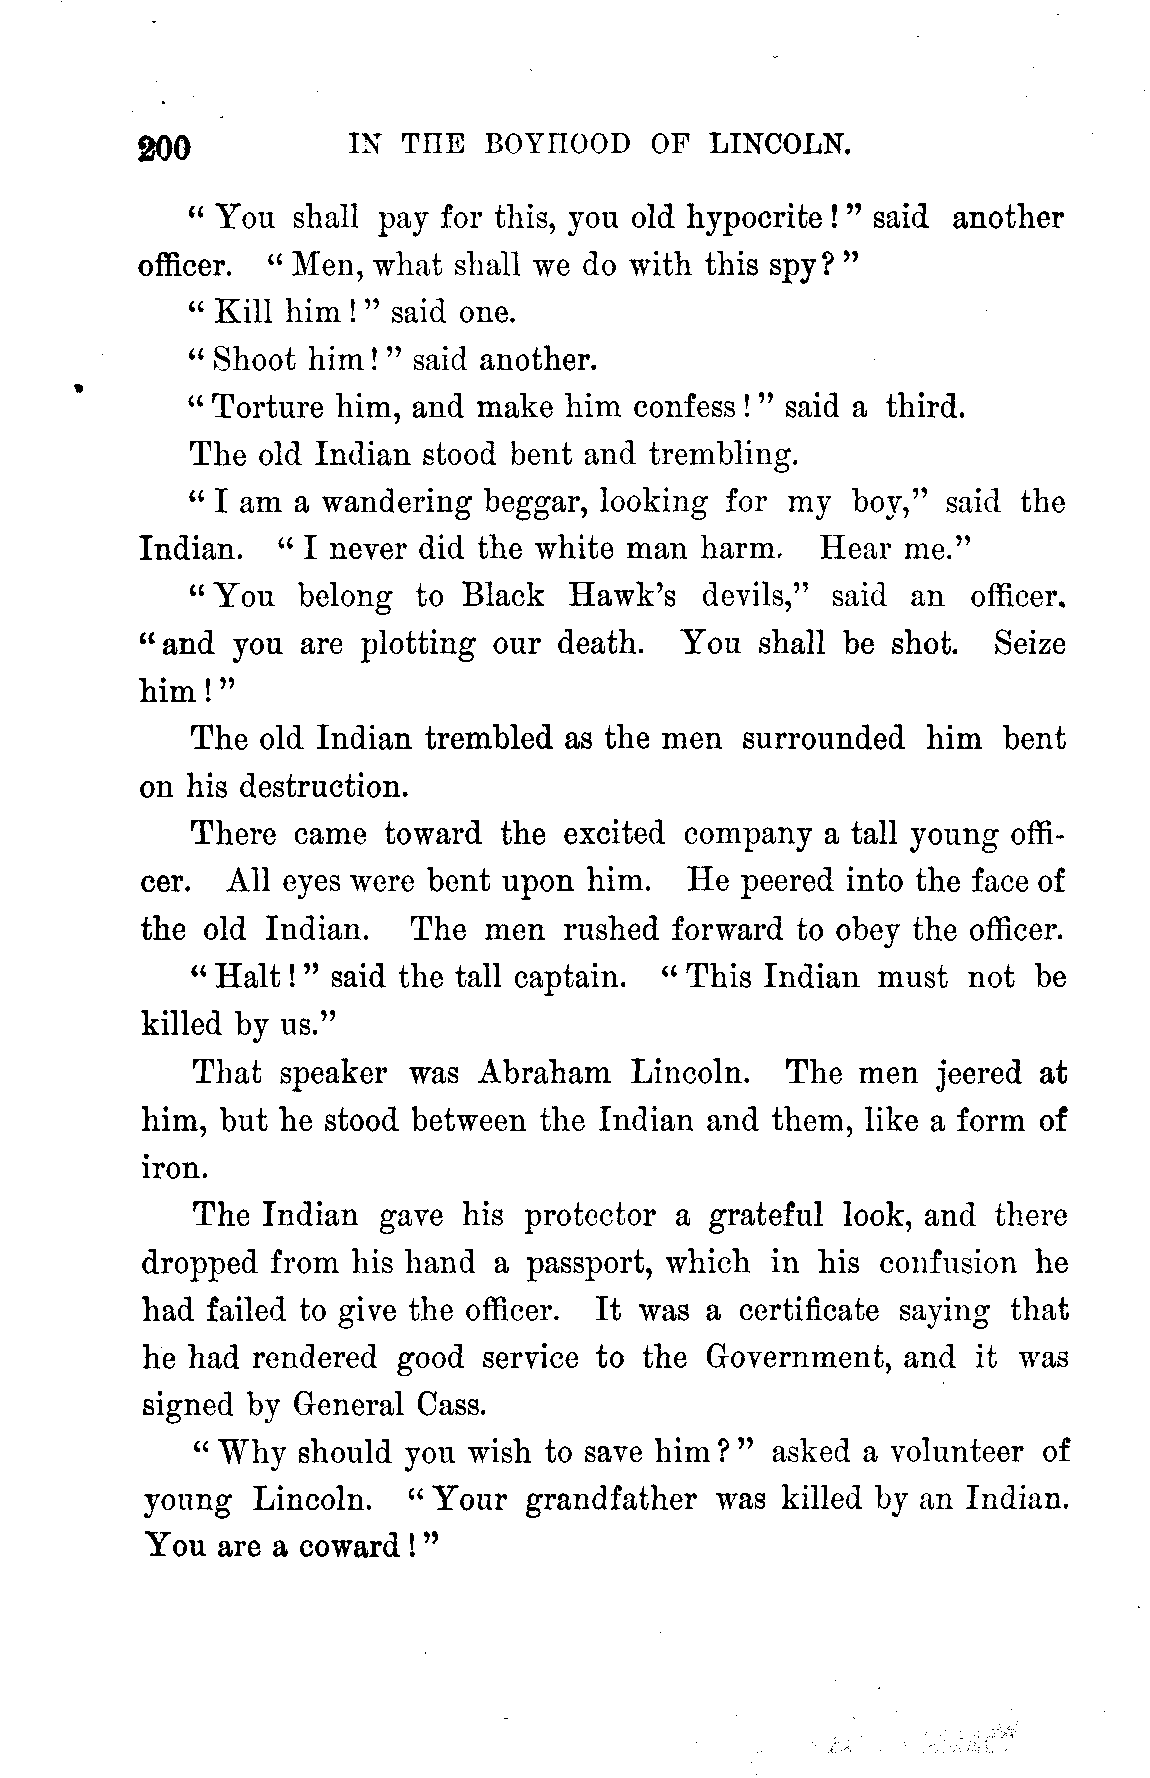 200 IN THE BOYHOOD OF LINCOLN.
“ You shall pay for this, you old hypocrite ! ” said another
officer. “ Men, what shall we do with this spy ? ”
“ Kill him ! ” said one.
“ Shoot him ! ” said another.
“ Torture him, and make him confess ! ” said a third.
The old Indian stood bent and trembling.
“ I am a wandering beggar, looking for my boy,” said the
Indian. “ I never did the white man harm. Hear me.”
“ You belong to Black Hawk’s devils,” said an officer.
“ and you are plotting our death. You shall be shot. Seize
him ! ”
The old Indian trembled as the men surrounded him bent
on his destruction.
There came toward the excited company a tall young offi-
cer. All eyes were bent upon him. He peered into the face of
the old Indian. The men rushed forward to obey the officer.
“ Halt ! ” said the tall captain. “ This Indian must not be
killed by us.”
That speaker was Abraham Lincoln. The men jeered at
him, but he stood between the Indian and them, like a form of
iron.
The Indian gave his protector a grateful look, and there
dropped from his hand a passport, which in his confusion he
had failed to give the officer. It was a certificate saying that
he had rendered good service to the Government, and it was
signed by General Cass.
“ Why should you wish to save him ? ” asked a volunteer of
young Lincoln. “ Your grandfather was killed by an Indian.
You are a coward ! ”